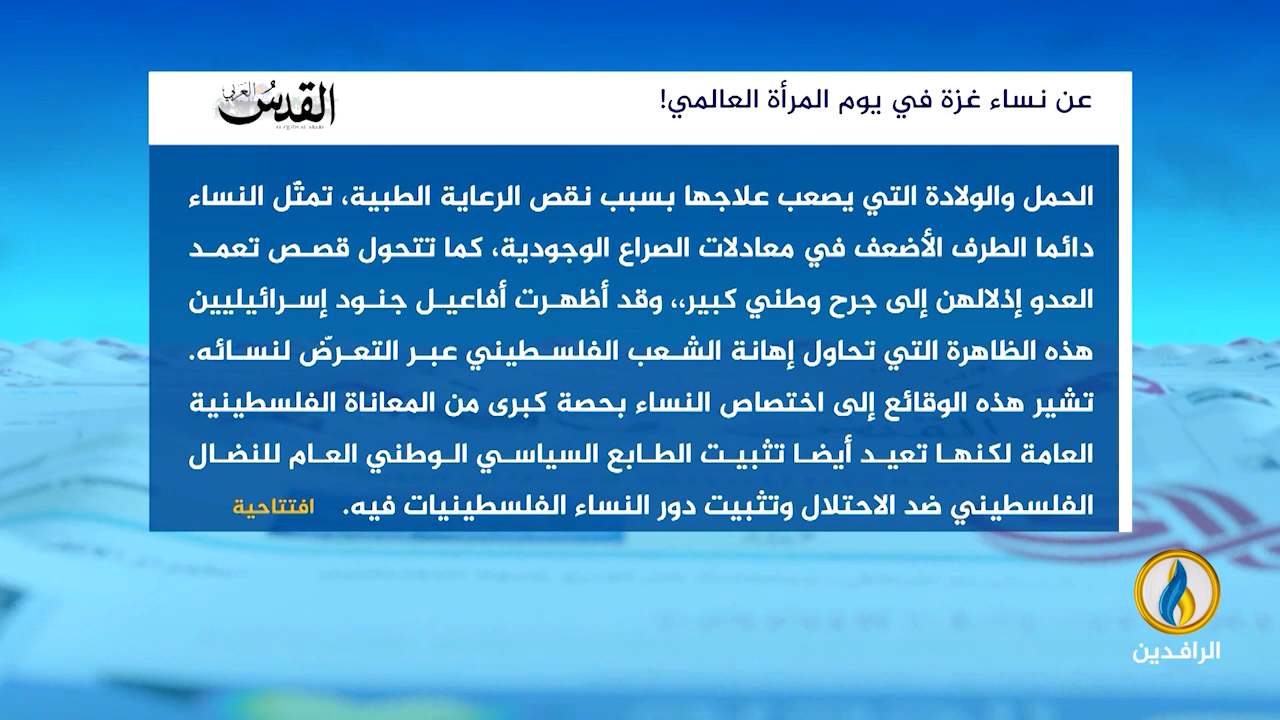 عن نساء غزة في يوم المرأة العالمي!
القدس العربي
AL-QUDS AL-ARABI
الحمل والولادة التي يصعب علاجها بسبب نقص الرعاية الطبية، تمثّل النساء
دائما الطرف الأضعف في معادلات الصراع الوجودية، كما تتحول قصص تعمد
العدو إذلالهن إلى جرح وطني كبير،، وقد أظهرت أفاعيل جنود إسرائيليين
هذه الظاهرة التي تحاول إهانة الشعب الفلسطيني عبر التعرّض لنسائه.
تشير هذه الوقائع إلى اختصاص النساء بحصة كبرى من المعاناة الفلسطينية
العامة لكنها تعيد أيضا تثبيت الطابع السياسي الوطني العام للنضال
الفلسطيني ضد الاحتلال وتثبيت دور النساء الفلسطينيات فيه. افتتاحية
الرافدين